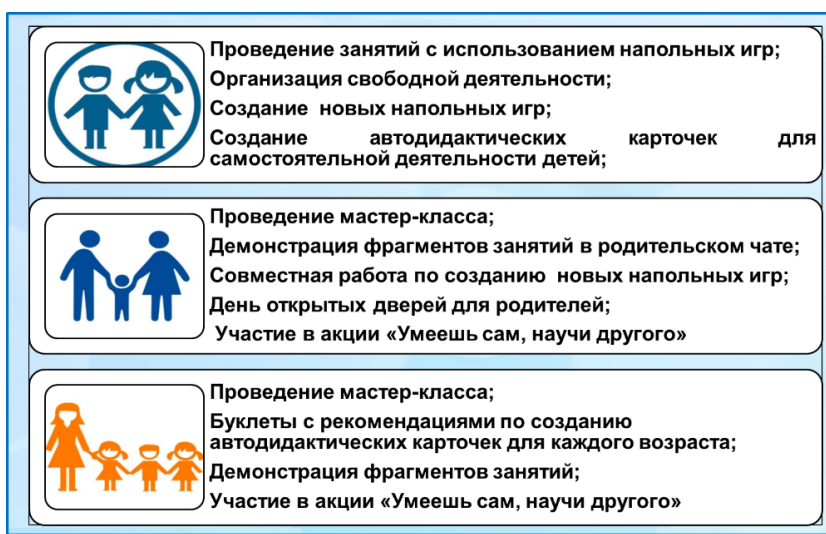 Проведение занятий с использованием напольных игр;
Организация свободной деятельности;
Создание новых напольных игр;
Создание автодидактических карточек для
самостоятельной деятельности детей;
Проведение мастер-класса;
Демонстрация фрагментов занятий в родительском чате;
Совместная работа по созданию новых напольных игр;
День открытых дверей для родителей;
Участие в акции «Умеешь сам, научи другого»
Проведение мастер-класса;
Буклеты с рекомендациями по созданию
автодидактических карточек для каждого возраста;
Демонстрация фрагментов занятий;
Участие в акции «Умеешь сам, научи другого»